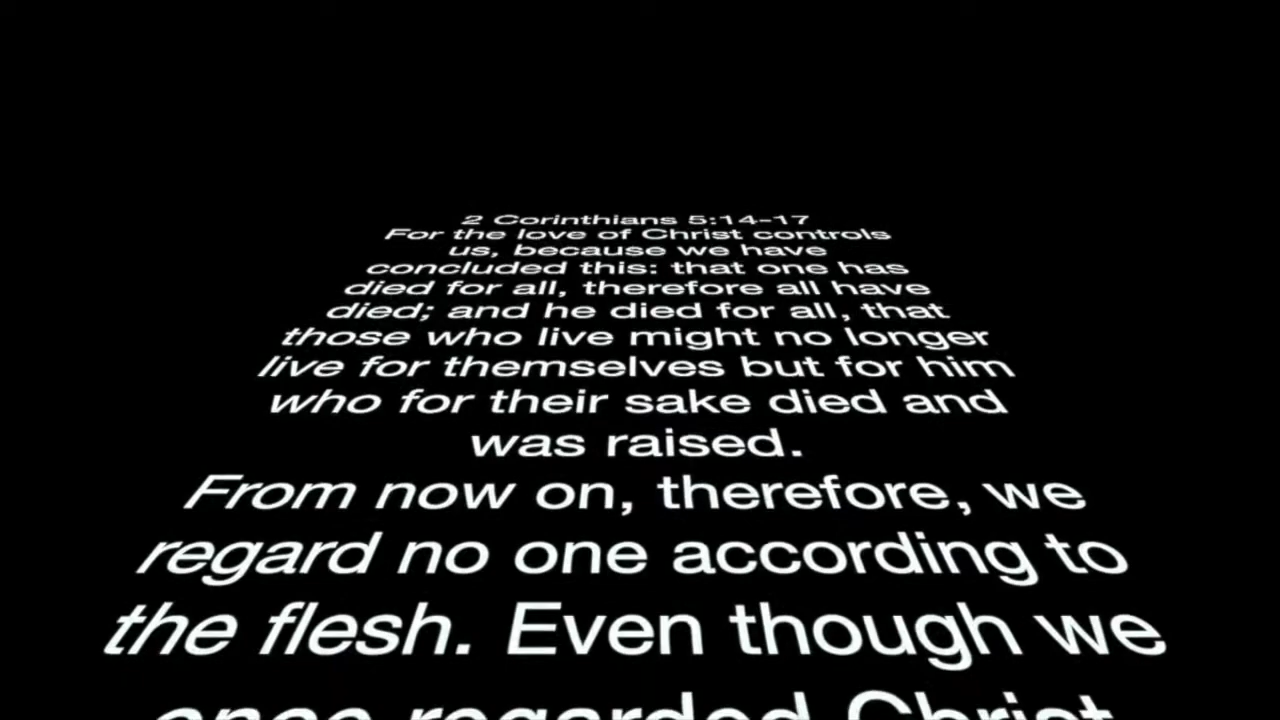 2 Corinthians 5:14-17
For the love of Christ controls
us, because we have
concluded this: that one has
died for all, therefore all have
died; and he died for all, that
those who live might no longer
live for themselves but for him
who for their sake died and
was raised.
From now on, therefore, we
regard no one according to
the flesh. Even though we
once regarded Christ